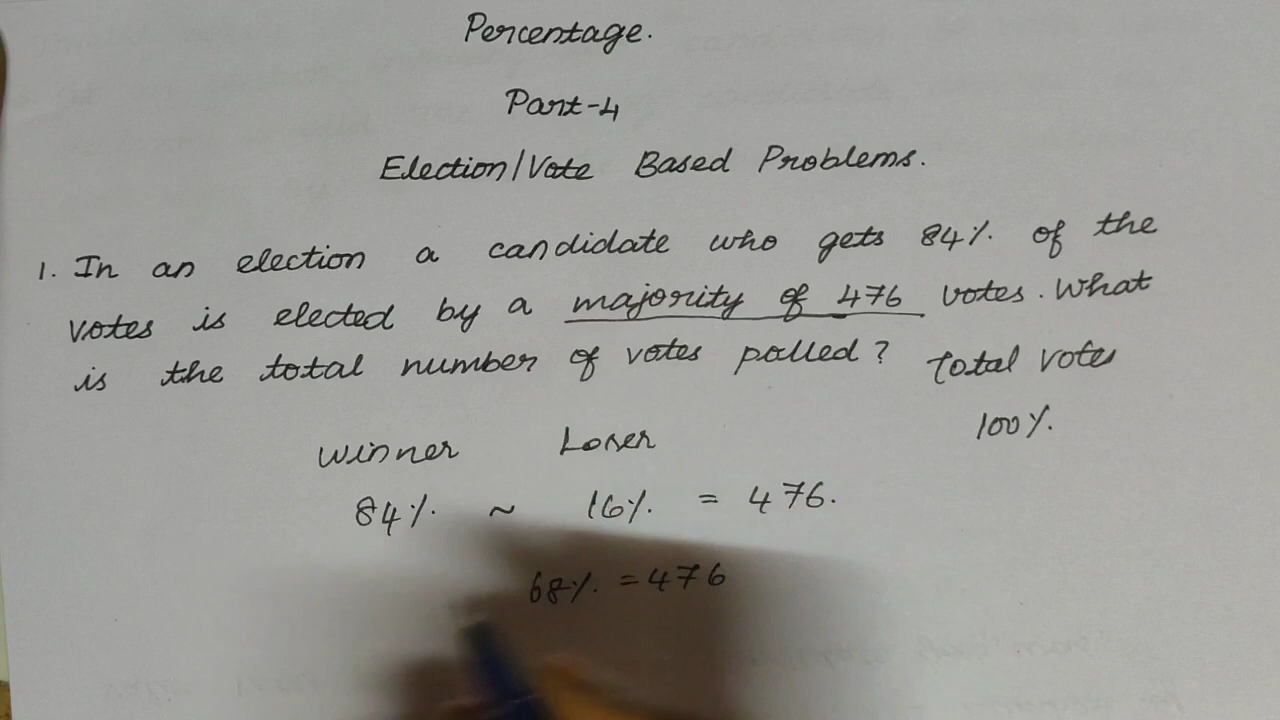 Percentage.
Part-4
Election/Vote Based Problems.
1. In an election a candidate who gets 84% of the
votes is elected by a majority of 476 votes. What
is the total number of votes polled? Total votes
100%.
Winner Loser
84% ~ 16% = 476.
68% = 476